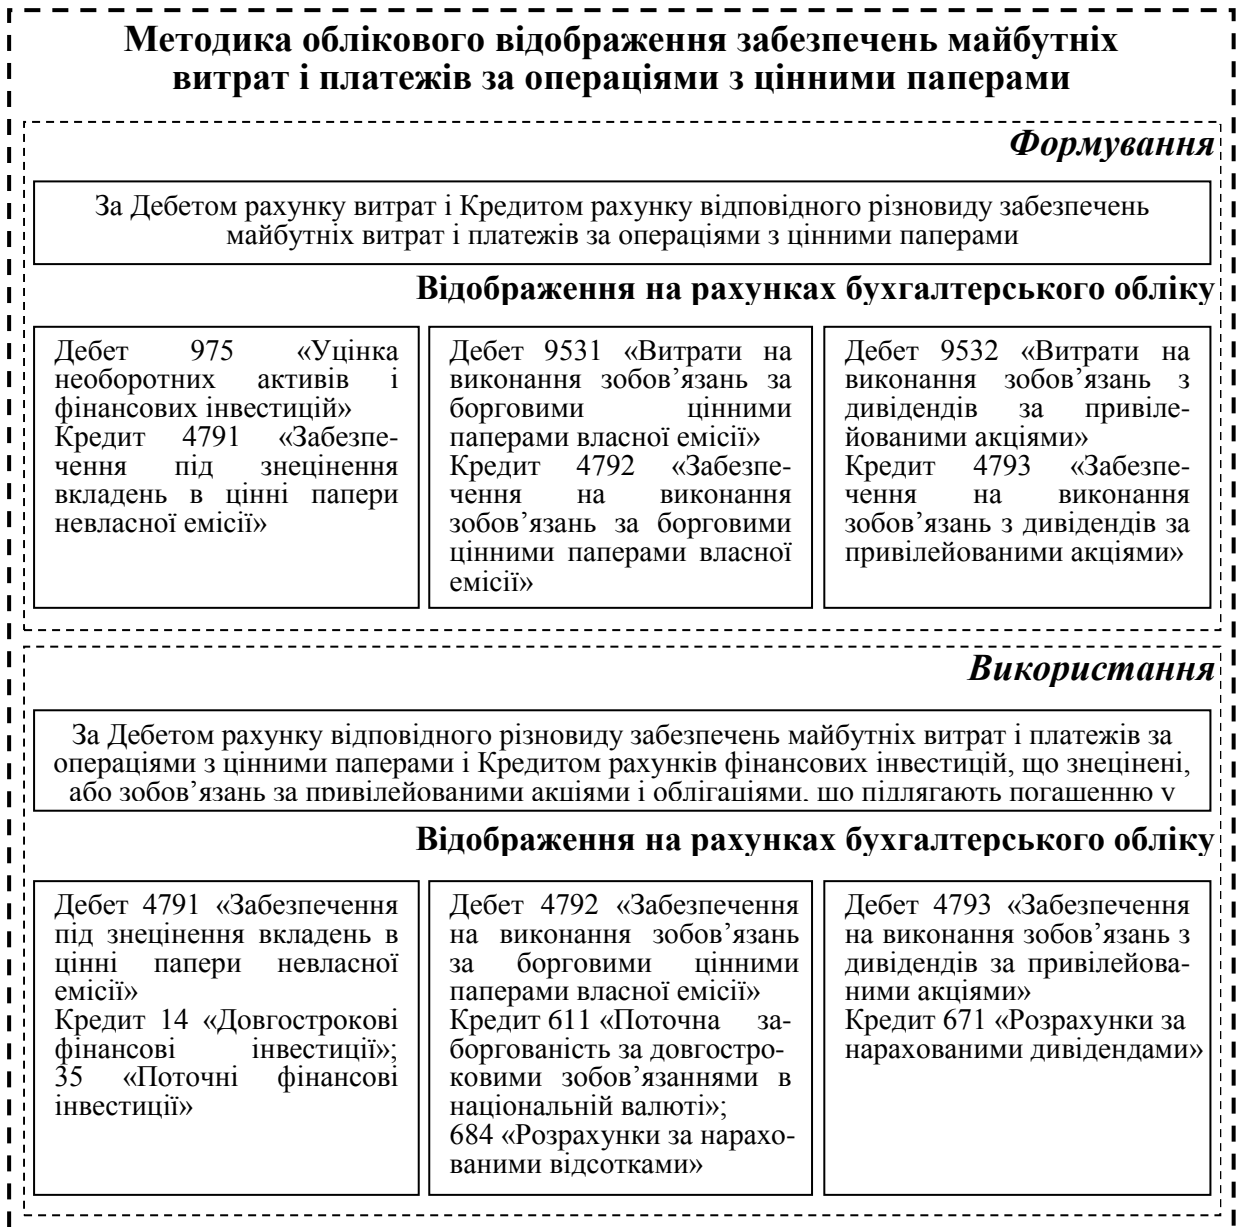 Методика облікового відображення забезпечень майбутніх
витрат і платежів за операціями з цінними паперами
Формування
За Дебетом рахунку витрат і Кредитом рахунку відповідного різновиду забезпечень
майбутніх витрат і платежів за операціями з цінними паперами
Відображення на рахунках бухгалтерського обліку
Дебет 975 «Уцінка
необоротних активів і
фінансових інвестицій»
Кредит 4791 «Забезпе-
чення під знецінення
вкладень в цінні папери
невласної емісії»
Дебет 9531 «Витрати на
виконання зобов’язань за
борговими цінними
паперами власної емісії»
Кредит 4792 «Забезпе-
чення на виконання
зобов’язань за борговими
цінними паперами власної
емісії»
Дебет 9532 «Витрати на
виконання зобов’язань з
дивідендів за привіле-
йованими акціями»
Кредит 4793 «Забезпе-
чення на виконання
зобов’язань з дивідендів за
привілейованими акціями»
Використання
За Дебетом рахунку відповідного різновиду забезпечень майбутніх витрат і платежів за
операціями з цінними паперами і Кредитом рахунків фінансових інвестицій, що знецінені,
або зобов’язань за привілейованими акціями і облігаціями, що підлягають погашенню у
Відображення на рахунках бухгалтерського обліку
Дебет 4791 «Забезпечення
під знецінення вкладень в
цінні папери невласної
емісії»
Кредит 14 «Довгострокові
фінансові інвестиції»;
35 «Поточні фінансові
інвестиції»
Дебет 4792 «Забезпечення
на виконання зобов’язань
за борговими цінними
паперами власної емісії»
Кредит 611 «Поточна за-
боргованість за довгостро-
ковими зобов’язаннями в
національній валюті»;
684 «Розрахунки за нарахо-
ваними відсотками»
Дебет 4793 «Забезпечення
на виконання зобов’язань з
дивідендів за привілейова-
ними акціями»
Кредит 671 «Розрахунки за
нарахованими дивідендами»